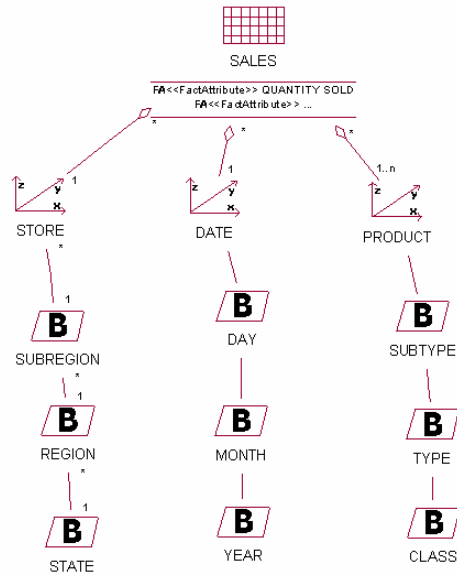 SALES
FA<<FactAttribute>> QUANTITY SOLD
FA<<FactAttribute>> ...
* * *
1 1 1..n
z y x z y x z y x
STORE DATE PRODUCT
*
1
B B B
SUBREGION DAY SUBTYPE
*
1
B B B
REGION MONTH TYPE
*
1
B B B
STATE YEAR CLASS